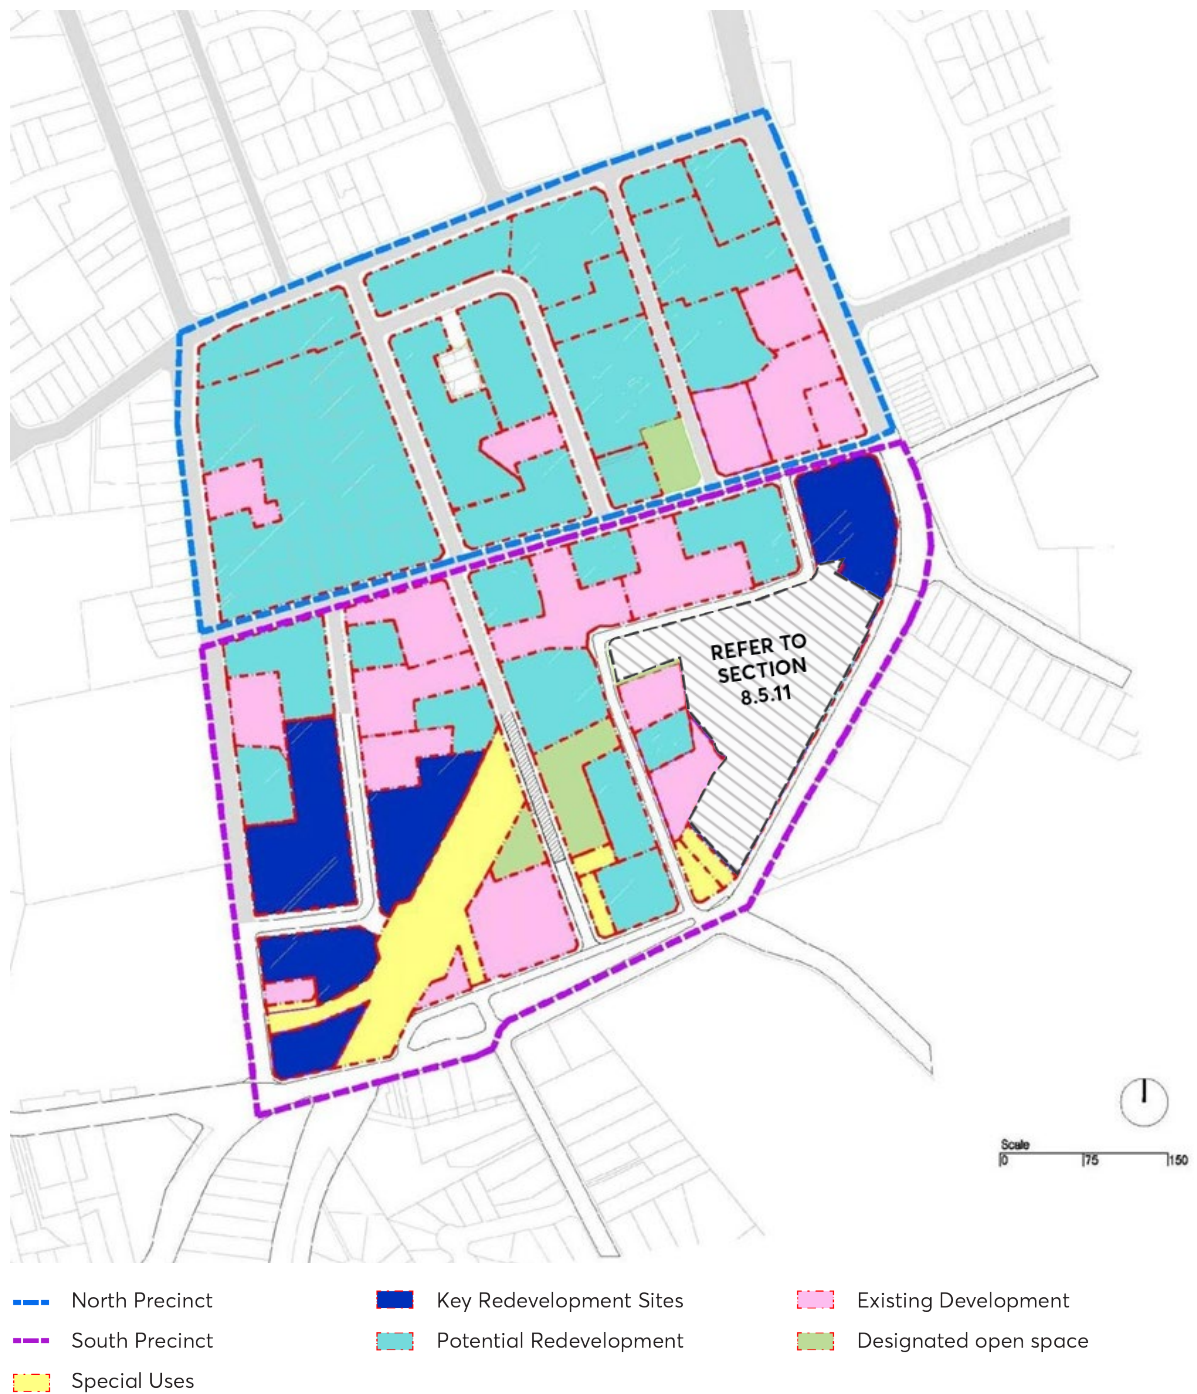 REFER TO
SECTION
8.5.11
Scale
0 75 150
North Precinct
Key Redevelopment Sites
Existing Development
South Precinct
Potential Redevelopment
Designated open space
Special Uses